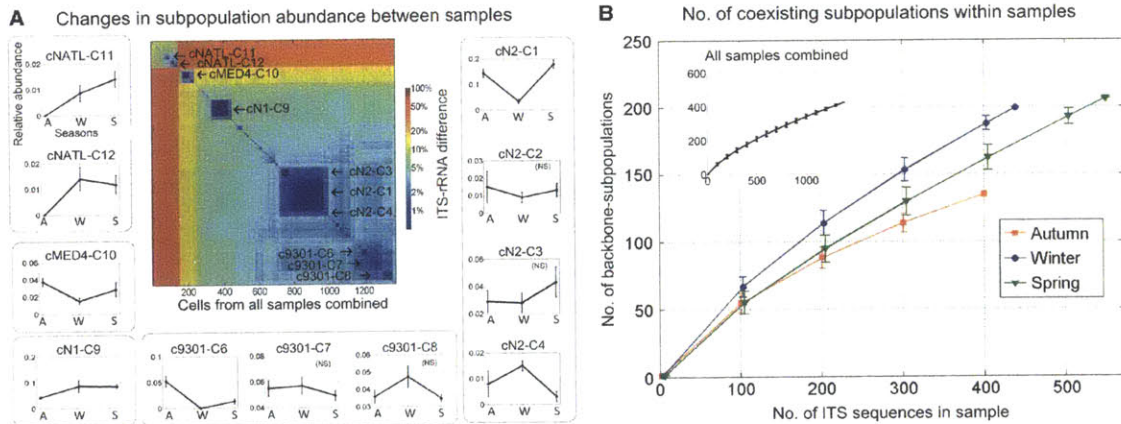 A
Changes in subpopulation abundance between samples
cNATL-C11
0.02
0.01
0
A
W
S
Relative abundance
Seasons
cNATL-C12
0.02
0.01
0
A
W
S
cMED4-C10
0.06
0.04
0.02
0
A
W
S
cN1-C9
0.2
0.1
0
A
W
S
c9301-C6
0.1
0.05
0
A
W
S
c9301-C7
(NS)
0.08
0.06
0.04
A
W
S
c9301-C8
(NS)
0.06
0.05
0.04
0.03
A
W
S
cN2-C1
0.2
0.1
0
A
W
S
cN2-C2
(NS)
0.03
0.02
0.01
0
A
W
S
cN2-C3
(NS)
0.06
0.04
0.02
A
W
S
cN2-C4
0.02
0.01
0
A
W
S
←cNATL-C11
←cNATL-C12
←cMED4-C10
←cN1-C9
←cN2-C3
←cN2-C1
←cN2-C4
c9301-C6→
c9301-C7→
c9301-C8→
200 400 600 800 1000 1200
Cells from all samples combined
100%
50%
20%
10%
5%
2%
1%
ITS-rRNA difference
B
No. of coexisting subpopulations within samples
250
200
150
100
50
0
No. of backbone-subpopulations
All samples combined
600
400
200
0
0 500 1000
Autumn
Winter
Spring
100 200 300 400 500
No. of ITS sequences in sample